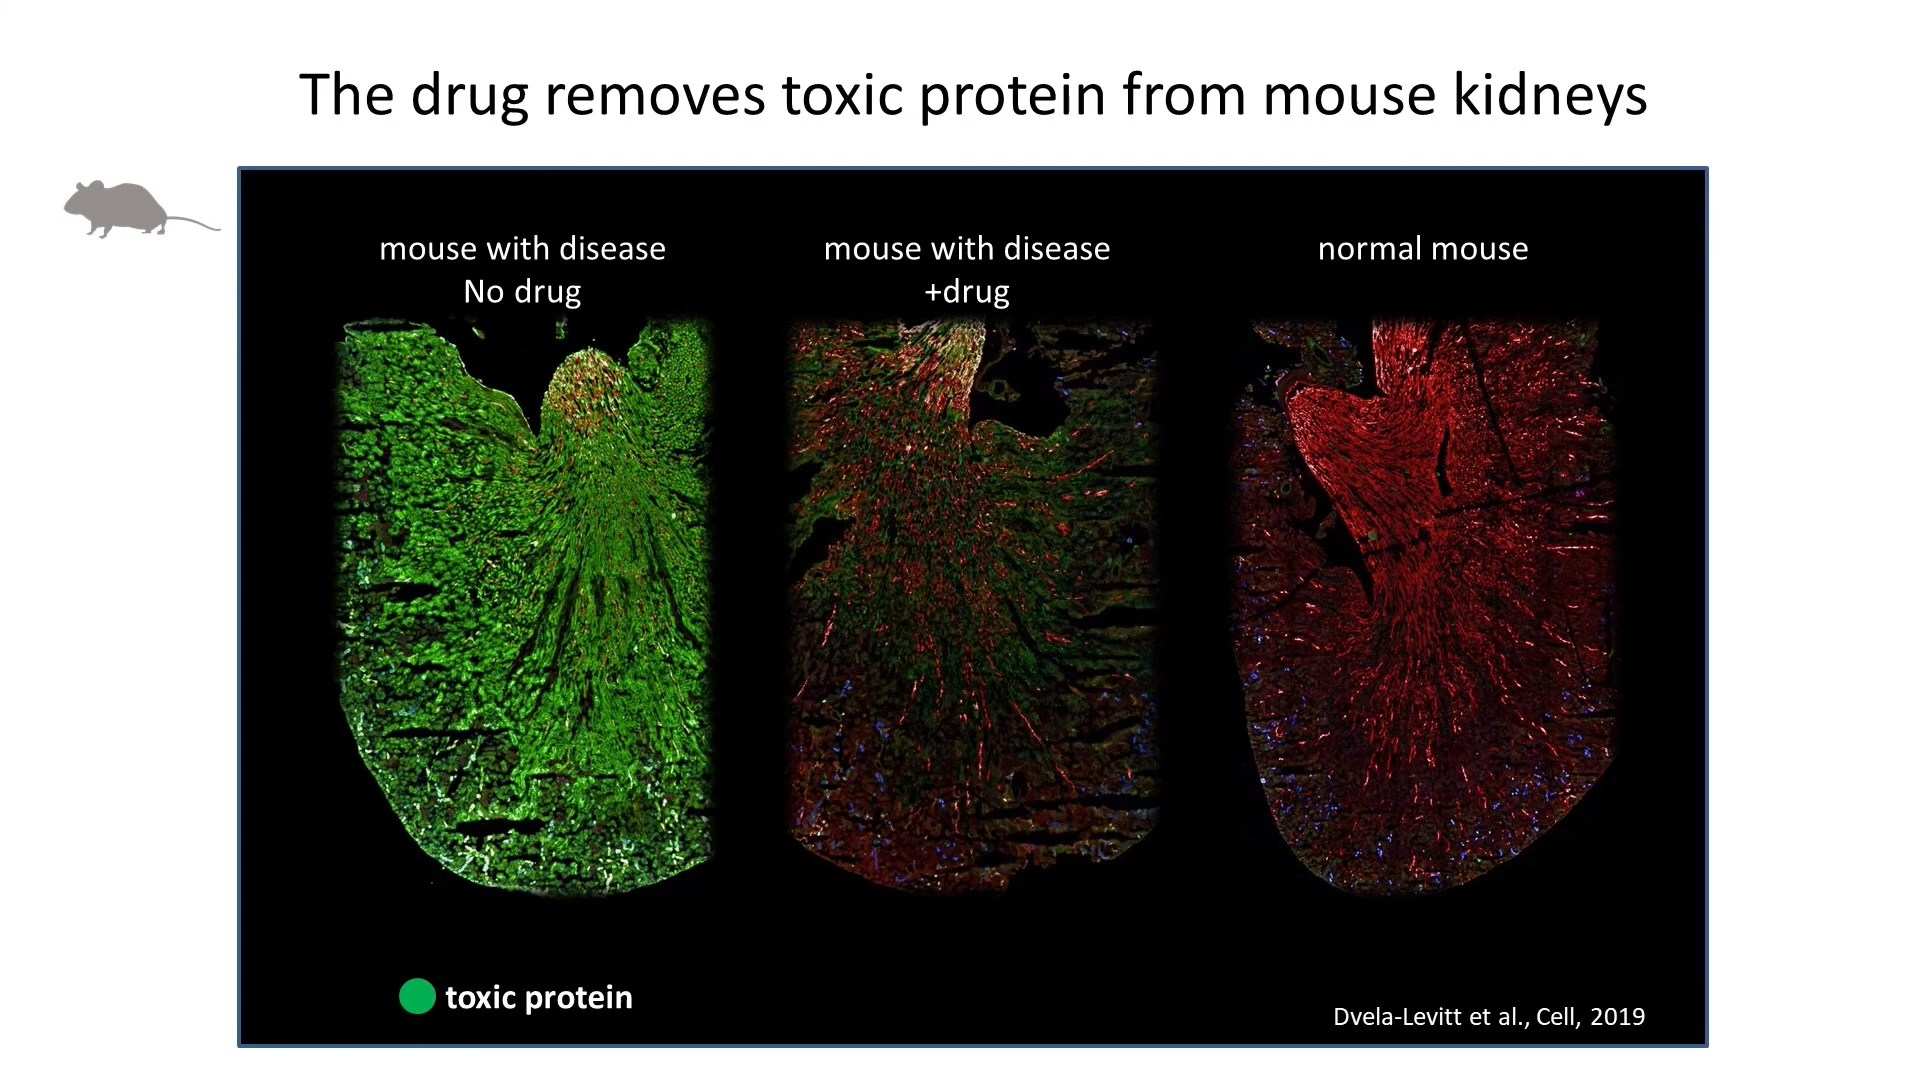 The drug removes toxic protein from mouse kidneys
mouse with disease
No drug
mouse with disease
+drug
normal mouse
toxic protein
Dvela-Levitt et al., Cell, 2019